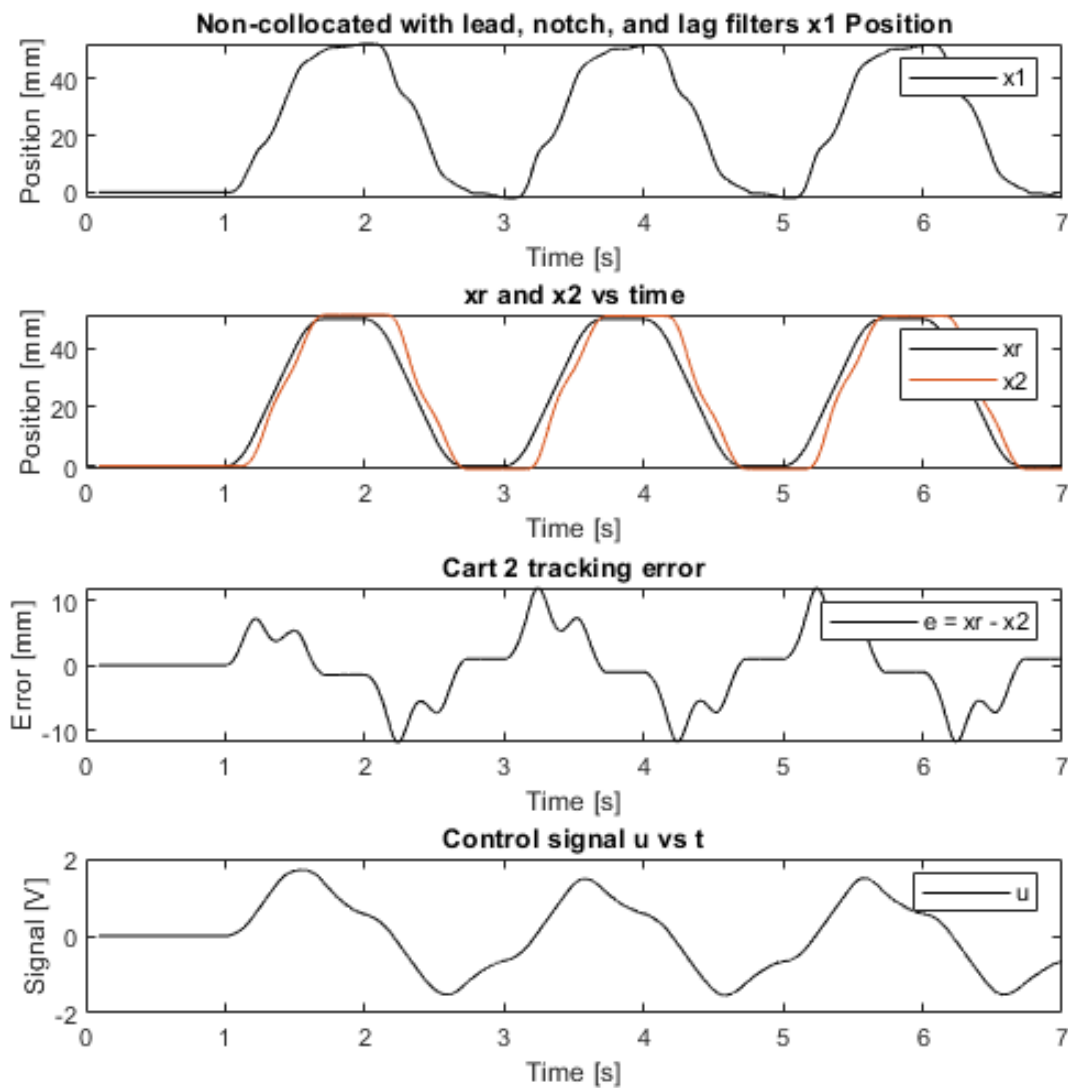 Non-collocated with lead, notch, and lag filters x1 Position
Position [mm]
40
20
0
x1
0 1 2 3 4 5 6 7
Time [s]
xr and x2 vs time
Position [mm]
40
20
0
xr
x2
0 1 2 3 4 5 6 7
Time [s]
Cart 2 tracking error
Error [mm]
10
0
-10
e = xr - x2
0 1 2 3 4 5 6 7
Time [s]
Control signal u vs t
Signal [V]
2
0
-2
u
0 1 2 3 4 5 6 7
Time [s]